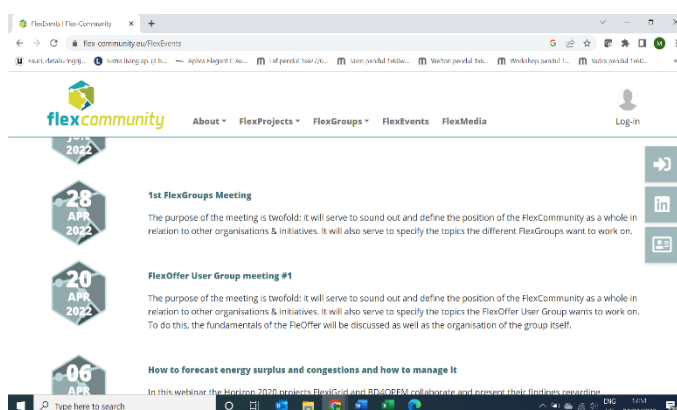 FlexEvents | Flex-Community
flex-community.eu/FlexEvents
flexcommunity
About
FlexProjects
FlexGroups
FlexEvents
FlexMedia
Log-in
2022
28
APR
2022
1st FlexGroups Meeting
The purpose of the meeting is twofold: it will serve to sound out and define the position of the FlexCommunity as a whole in
relation to other organisations & initiatives. It will also serve to specify the topics the different FlexGroups want to work on.
20
APR
2022
FlexOffer User Group meeting #1
The purpose of the meeting is twofold: it will serve to sound out and define the position of the FlexCommunity as a whole in
relation to other organisations & initiatives. It will also serve to specify the topics the FlexOffer User Group wants to work on.
To do this, the fundamentals of the FleOffer will be discussed as well as the organisation of the group itself.
06
APR
How to forecast energy surplus and congestions and how to manage it
In this webinar the Horizon 2020 projects FlexiGrid and BD4OPEM collaborate and present their findings regarding
Type here to search
ENG
17:51